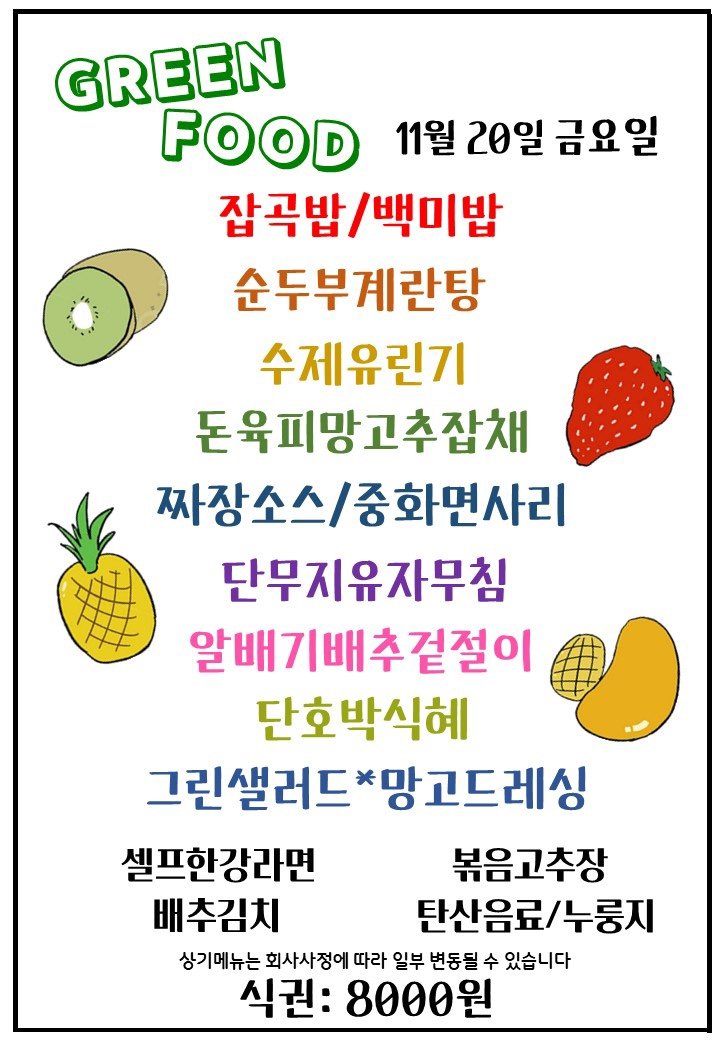 GREEN
FOOD
11월 20일 금요일
잡곡밥/백미밥
순두부계란탕
수제유린기
돈육피망고추잡채
짜장소스/중화면사리
단무지유자무침
알배기배추겉절이
단호박식혜
그린샐러드*망고드레싱
셀프한강라면 볶음고추장
배추김치 탄산음료/누룽지
상기메뉴는 회사사정에 따라 일부 변동될 수 있습니다
식권: 8000원